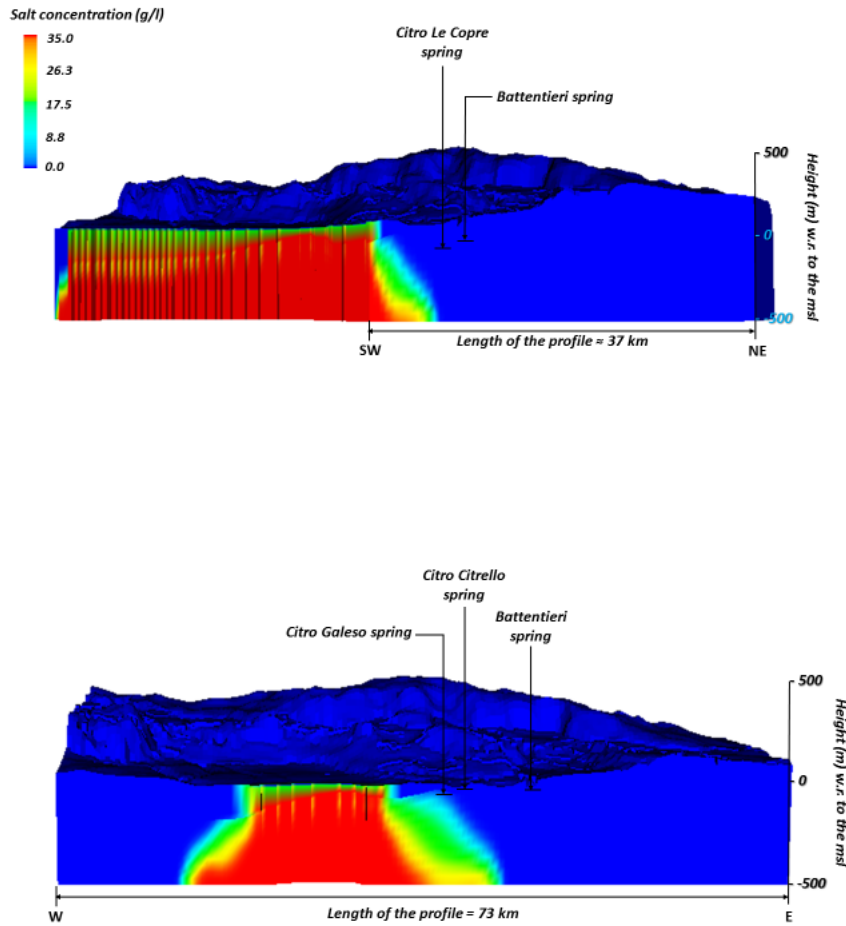 Salt concentration (g/l)
35.0
26.3
17.5
8.8
0.0
Citro Le Copre
spring
Battentieri spring
500
0
-500
Height (m) w.r. to the msl
Length of the profile ≈ 37 km
SW
NE
Citro Citrello
spring
Citro Galeso spring
Battentieri
spring
500
0
-500
Height (m) w.r. to the msl
Length of the profile = 73 km
W
E